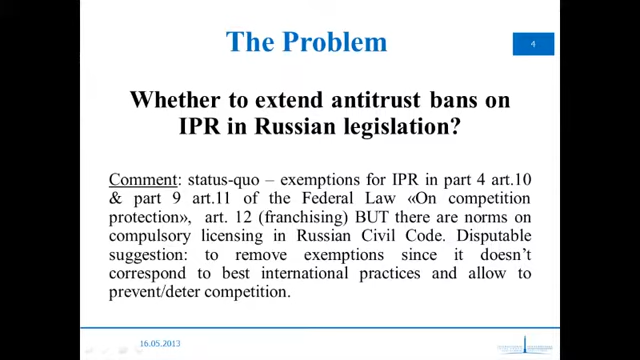 The Problem
4
Whether to extend antitrust bans on
IPR in Russian legislation?
Comment: status-quo – exemptions for IPR in part 4 art.10
& part 9 art.11 of the Federal Law «On competition
protection», art. 12 (franchising) BUT there are norms on
compulsory licensing in Russian Civil Code. Disputable
suggestion: to remove exemptions since it doesn't
correspond to best international practices and allow to
prevent/deter competition.
16.05.2013